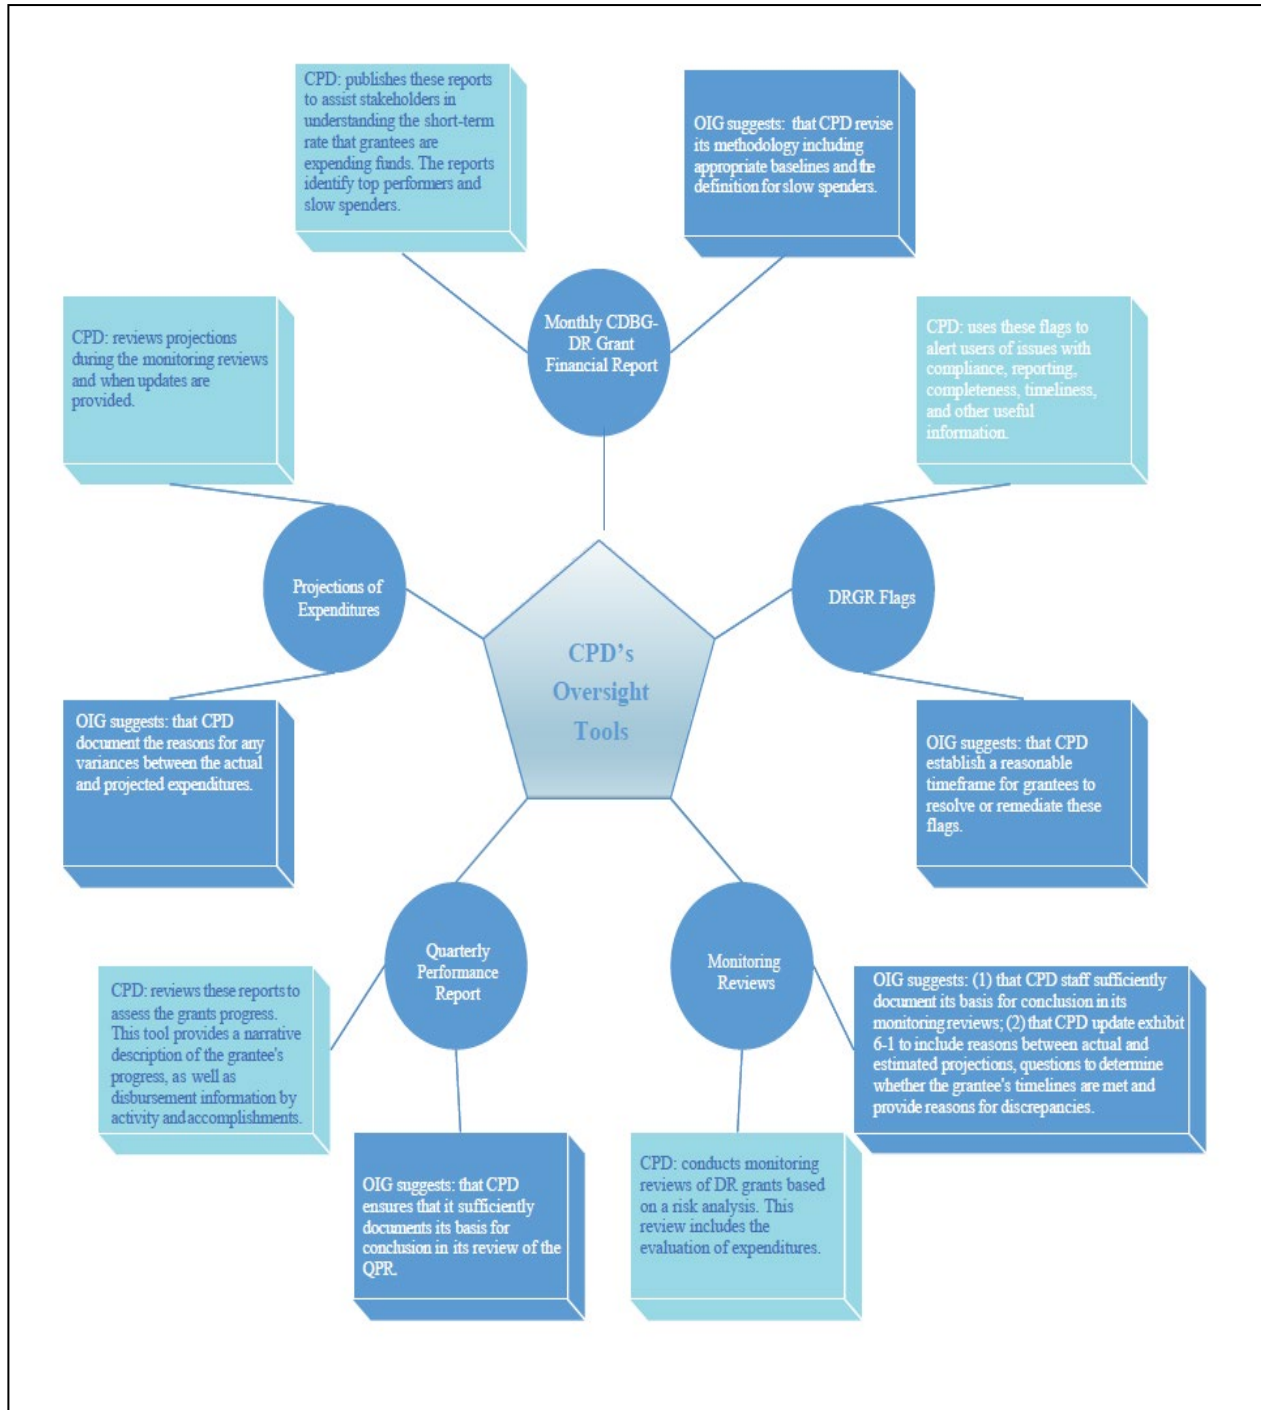 CPD: publishes these reports
to assist stakeholders in
understanding the short-term
rate that grantees are
expending funds. The reports
identify top performers and
slow spenders.
OIG suggests: that CPD revise
its methodology including
appropriate baselines and the
definition for slow spenders.
Monthly CDBG-
DR Grant
Financial Report
CPD: reviews projections
during the monitoring reviews
and when updates are
provided.
CPD: uses these flags to
alert users of issues with
compliance, reporting,
completeness, timeliness,
and other useful
information.
Projections of
Expenditures
DRGR Flags
CPD's
Oversight
Tools
OIG suggests: that CPD
document the reasons for any
variances between the actual
and projected expenditures.
OIG suggests: that CPD
establish a reasonable
timeframe for grantees to
resolve or remediate these
flags.
Quarterly
Performance
Report
Monitoring
Reviews
CPD: reviews these reports to
assess the grants progress.
This tool provides a narrative
description of the grantee's
progress, as well as
disbursement information by
activity and accomplishments.
OIG suggests: (1) that CPD staff sufficiently
document its basis for conclusion in its
monitoring reviews; (2) that CPD update exhibit
6-1 to include reasons between actual and
estimated projections, questions to determine
whether the grantee's timelines are met and
provide reasons for discrepancies.
OIG suggests: that CPD
ensures that it sufficiently
documents its basis for
conclusion in its review of the
QPR.
CPD: conducts monitoring
reviews of DR grants based
on a risk analysis. This
review includes the
evaluation of expenditures.